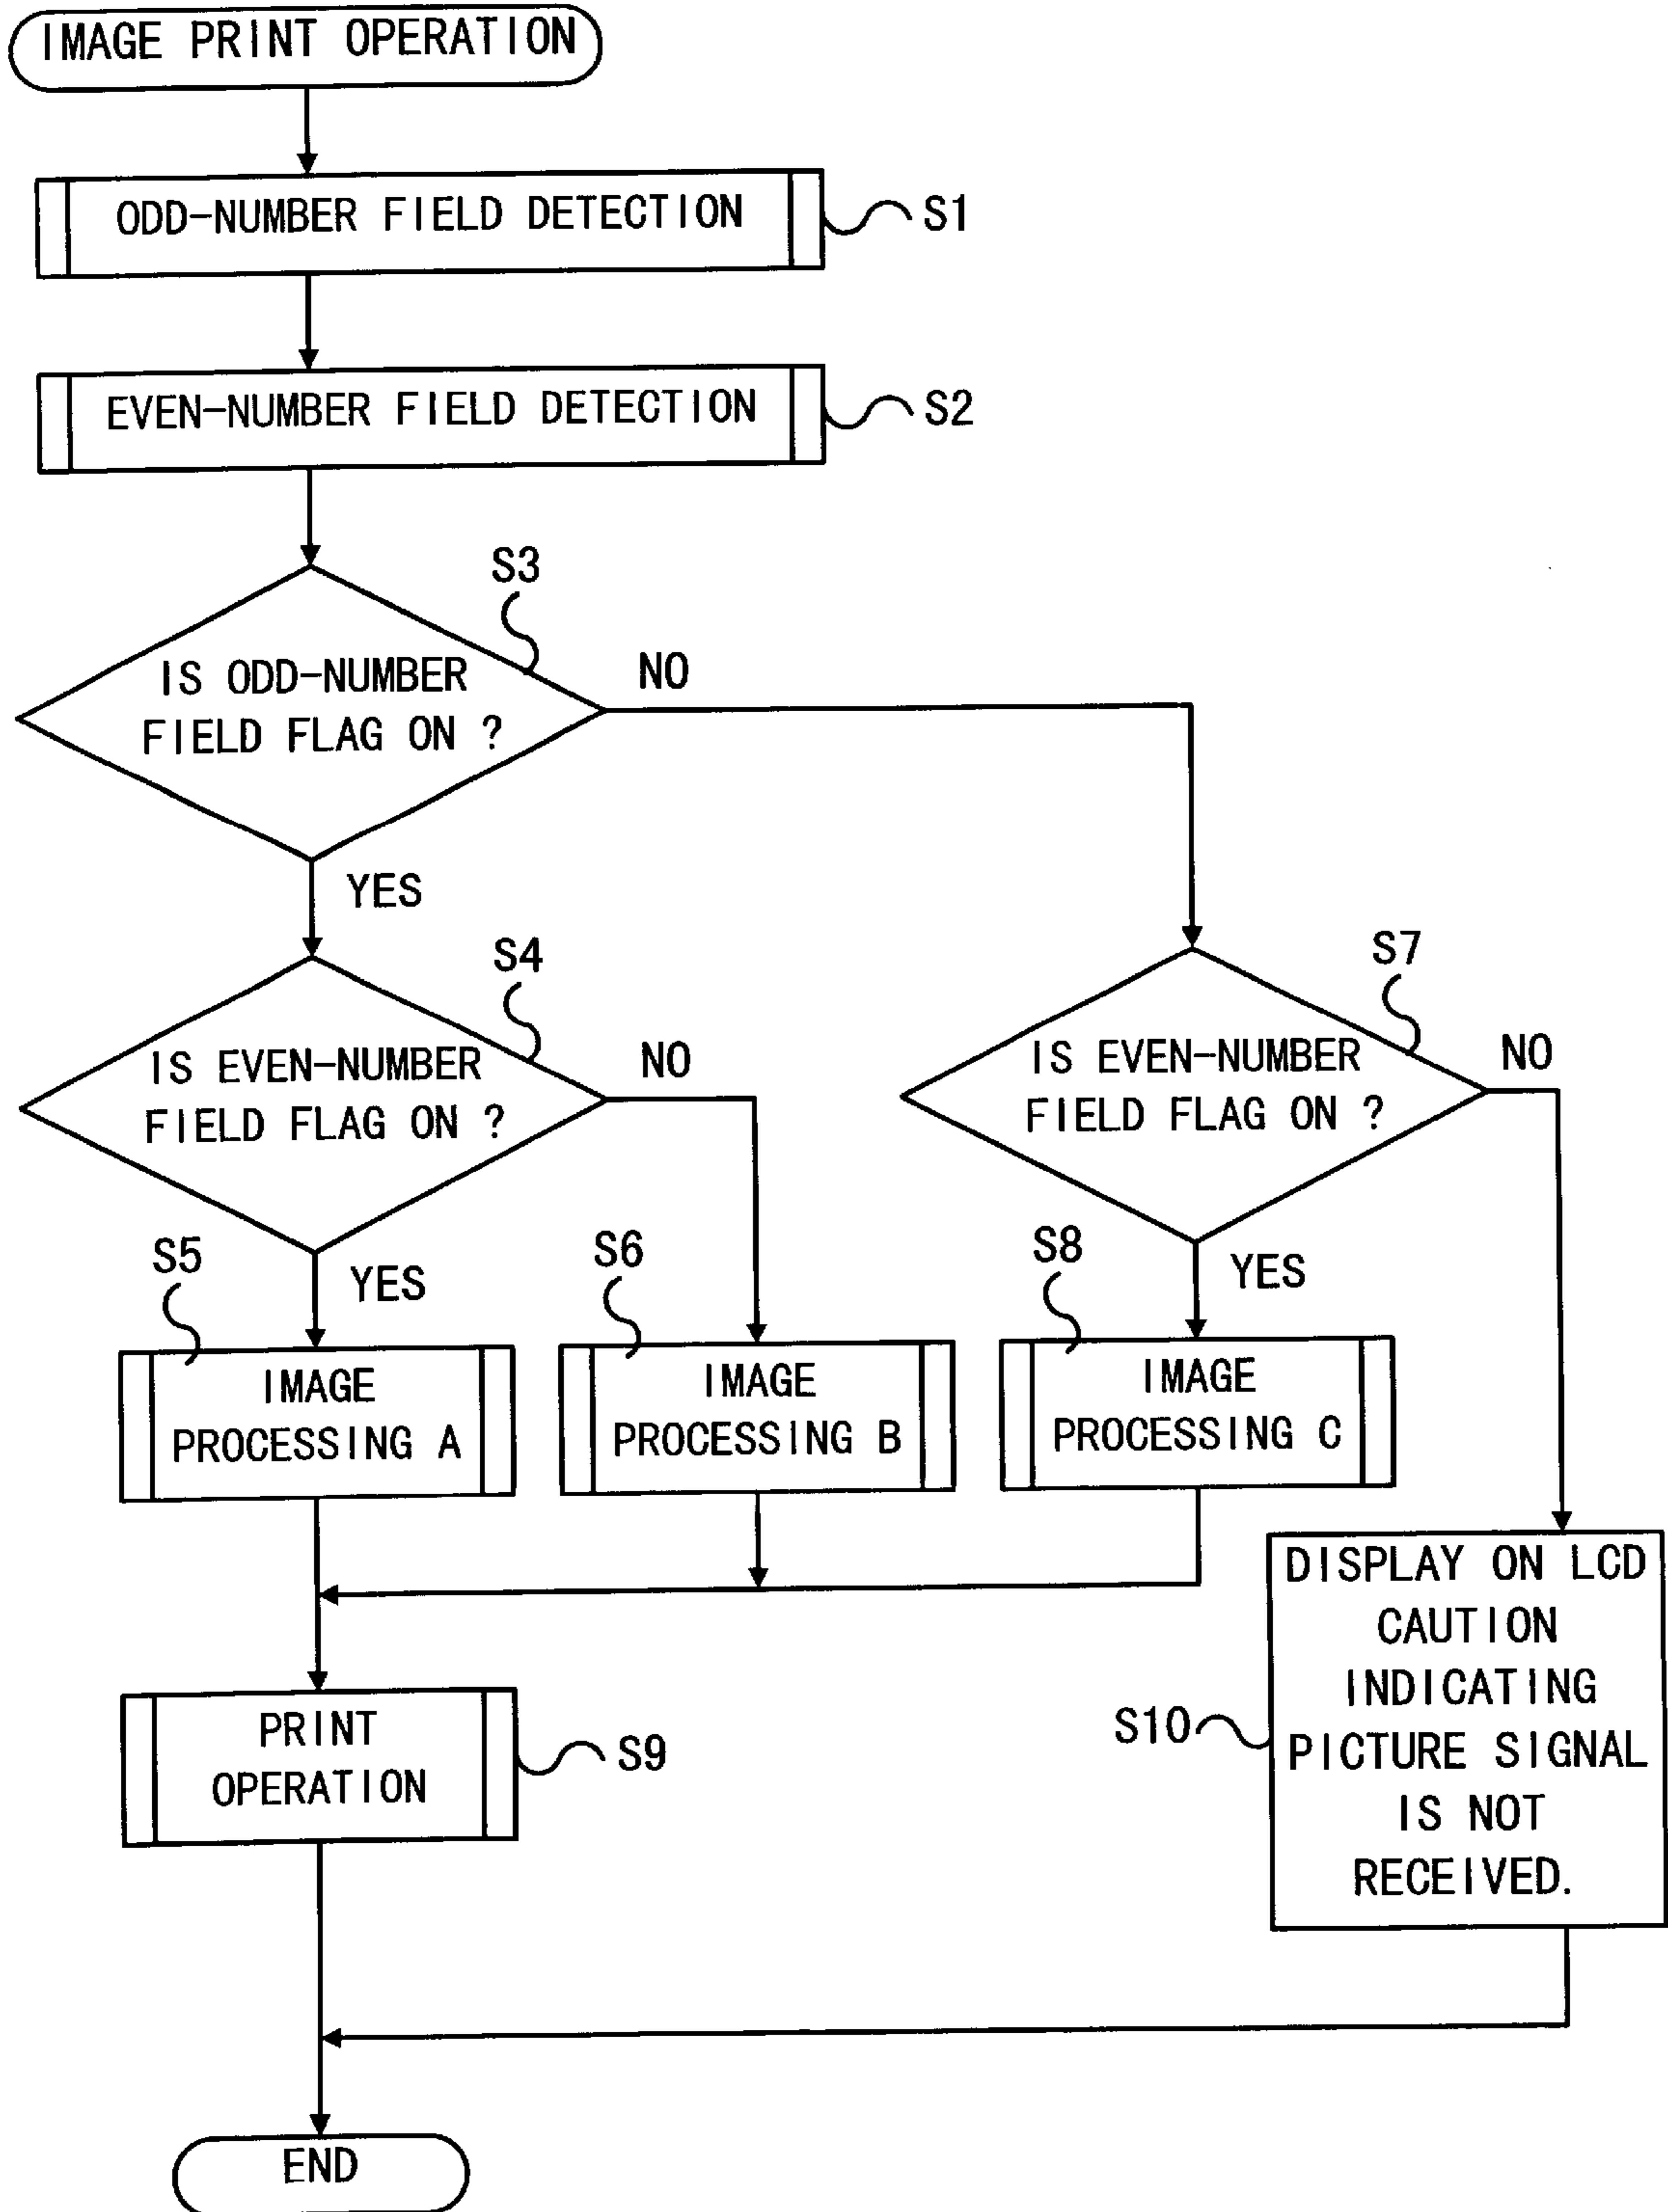 IMAGE PRINT OPERATION
ODD-NUMBER FIELD DETECTION
S1
EVEN-NUMBER FIELD DETECTION
S2
S3
IS ODD-NUMBER
FIELD FLAG ON ?
NO
YES
S4
IS EVEN-NUMBER
FIELD FLAG ON ?
NO
YES
S7
IS EVEN-NUMBER
FIELD FLAG ON ?
NO
YES
S5
IMAGE
PROCESSING A
S6
IMAGE
PROCESSING B
S8
IMAGE
PROCESSING C
PRINT
OPERATION
S9
S10
DISPLAY ON LCD
CAUTION
INDICATING
PICTURE SIGNAL
IS NOT
RECEIVED.
END